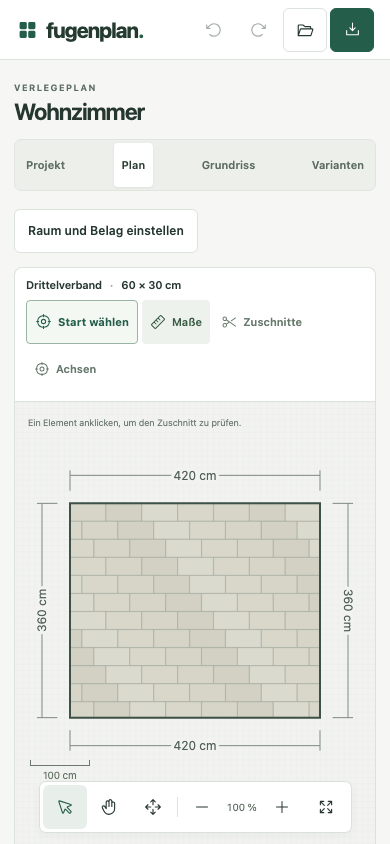 fugenplan.
VERLEGEPLAN
Wohnzimmer
Projekt Plan Grundriss Varianten
Raum und Belag einstellen
Drittelverband · 60 × 30 cm
Start wählen Maße Zuschnitte
Achsen
Ein Element anklicken, um den Zuschnitt zu prüfen.
420 cm
360 cm
360 cm
420 cm
100 cm
100 %